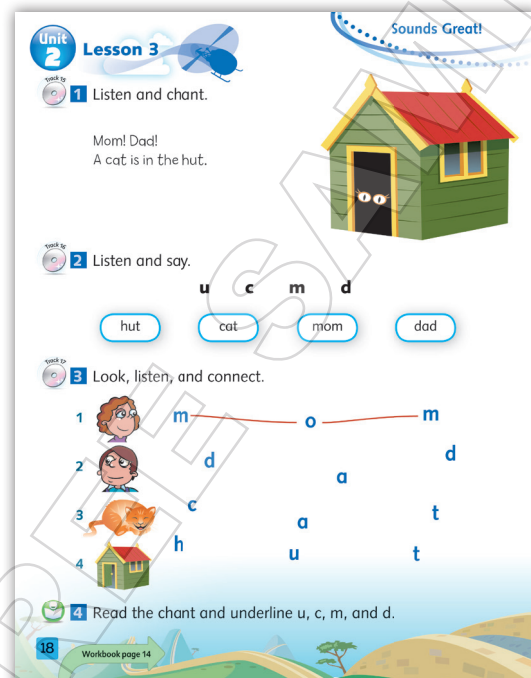 Sounds Great!
Unit 2 Lesson 3
Track 15
1 Listen and chant.
Mom! Dad!
A cat is in the hut.
Track 16
2 Listen and say.
u c m d
hut cat mom dad
Track 17
3 Look, listen, and connect.
1 m o m
2 d a d
3 c a t
4 h u t
4 Read the chant and underline u, c, m, and d.
18 Workbook page 14
FREE SAM